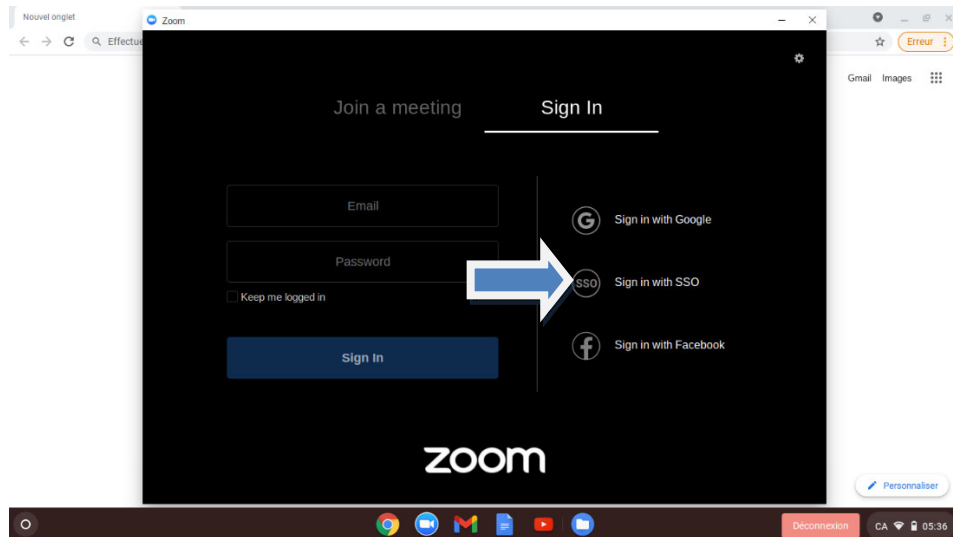 Nouvel onglet
Zoom
Effectue
Erreur
Gmail Images
Join a meeting
Sign In
Email
Password
Keep me logged in
Sign In
G
Sign in with Google
SSO
Sign in with SSO
f
Sign in with Facebook
zoom
Personnaliser
Déconnexion
CA
05:36